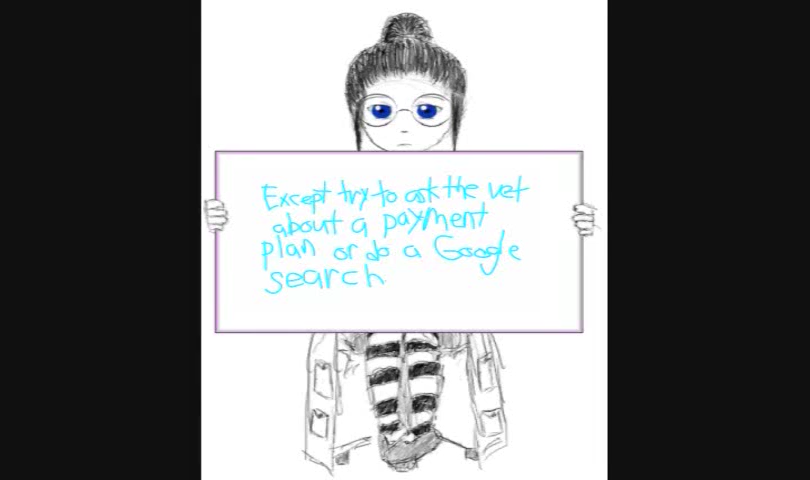 Except try to ask the vet
about a payment
plan or do a Google
search